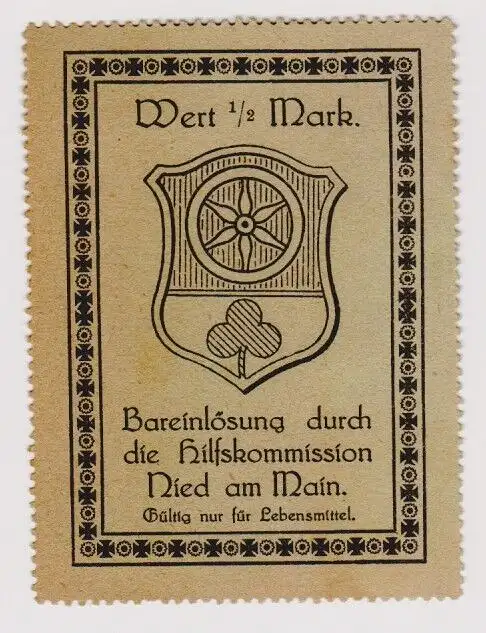 Wert 1/2 Mark.
Bareinlösung durch
die Hilfskommission
Nied am Main.
Gültig nur für Lebensmittel.